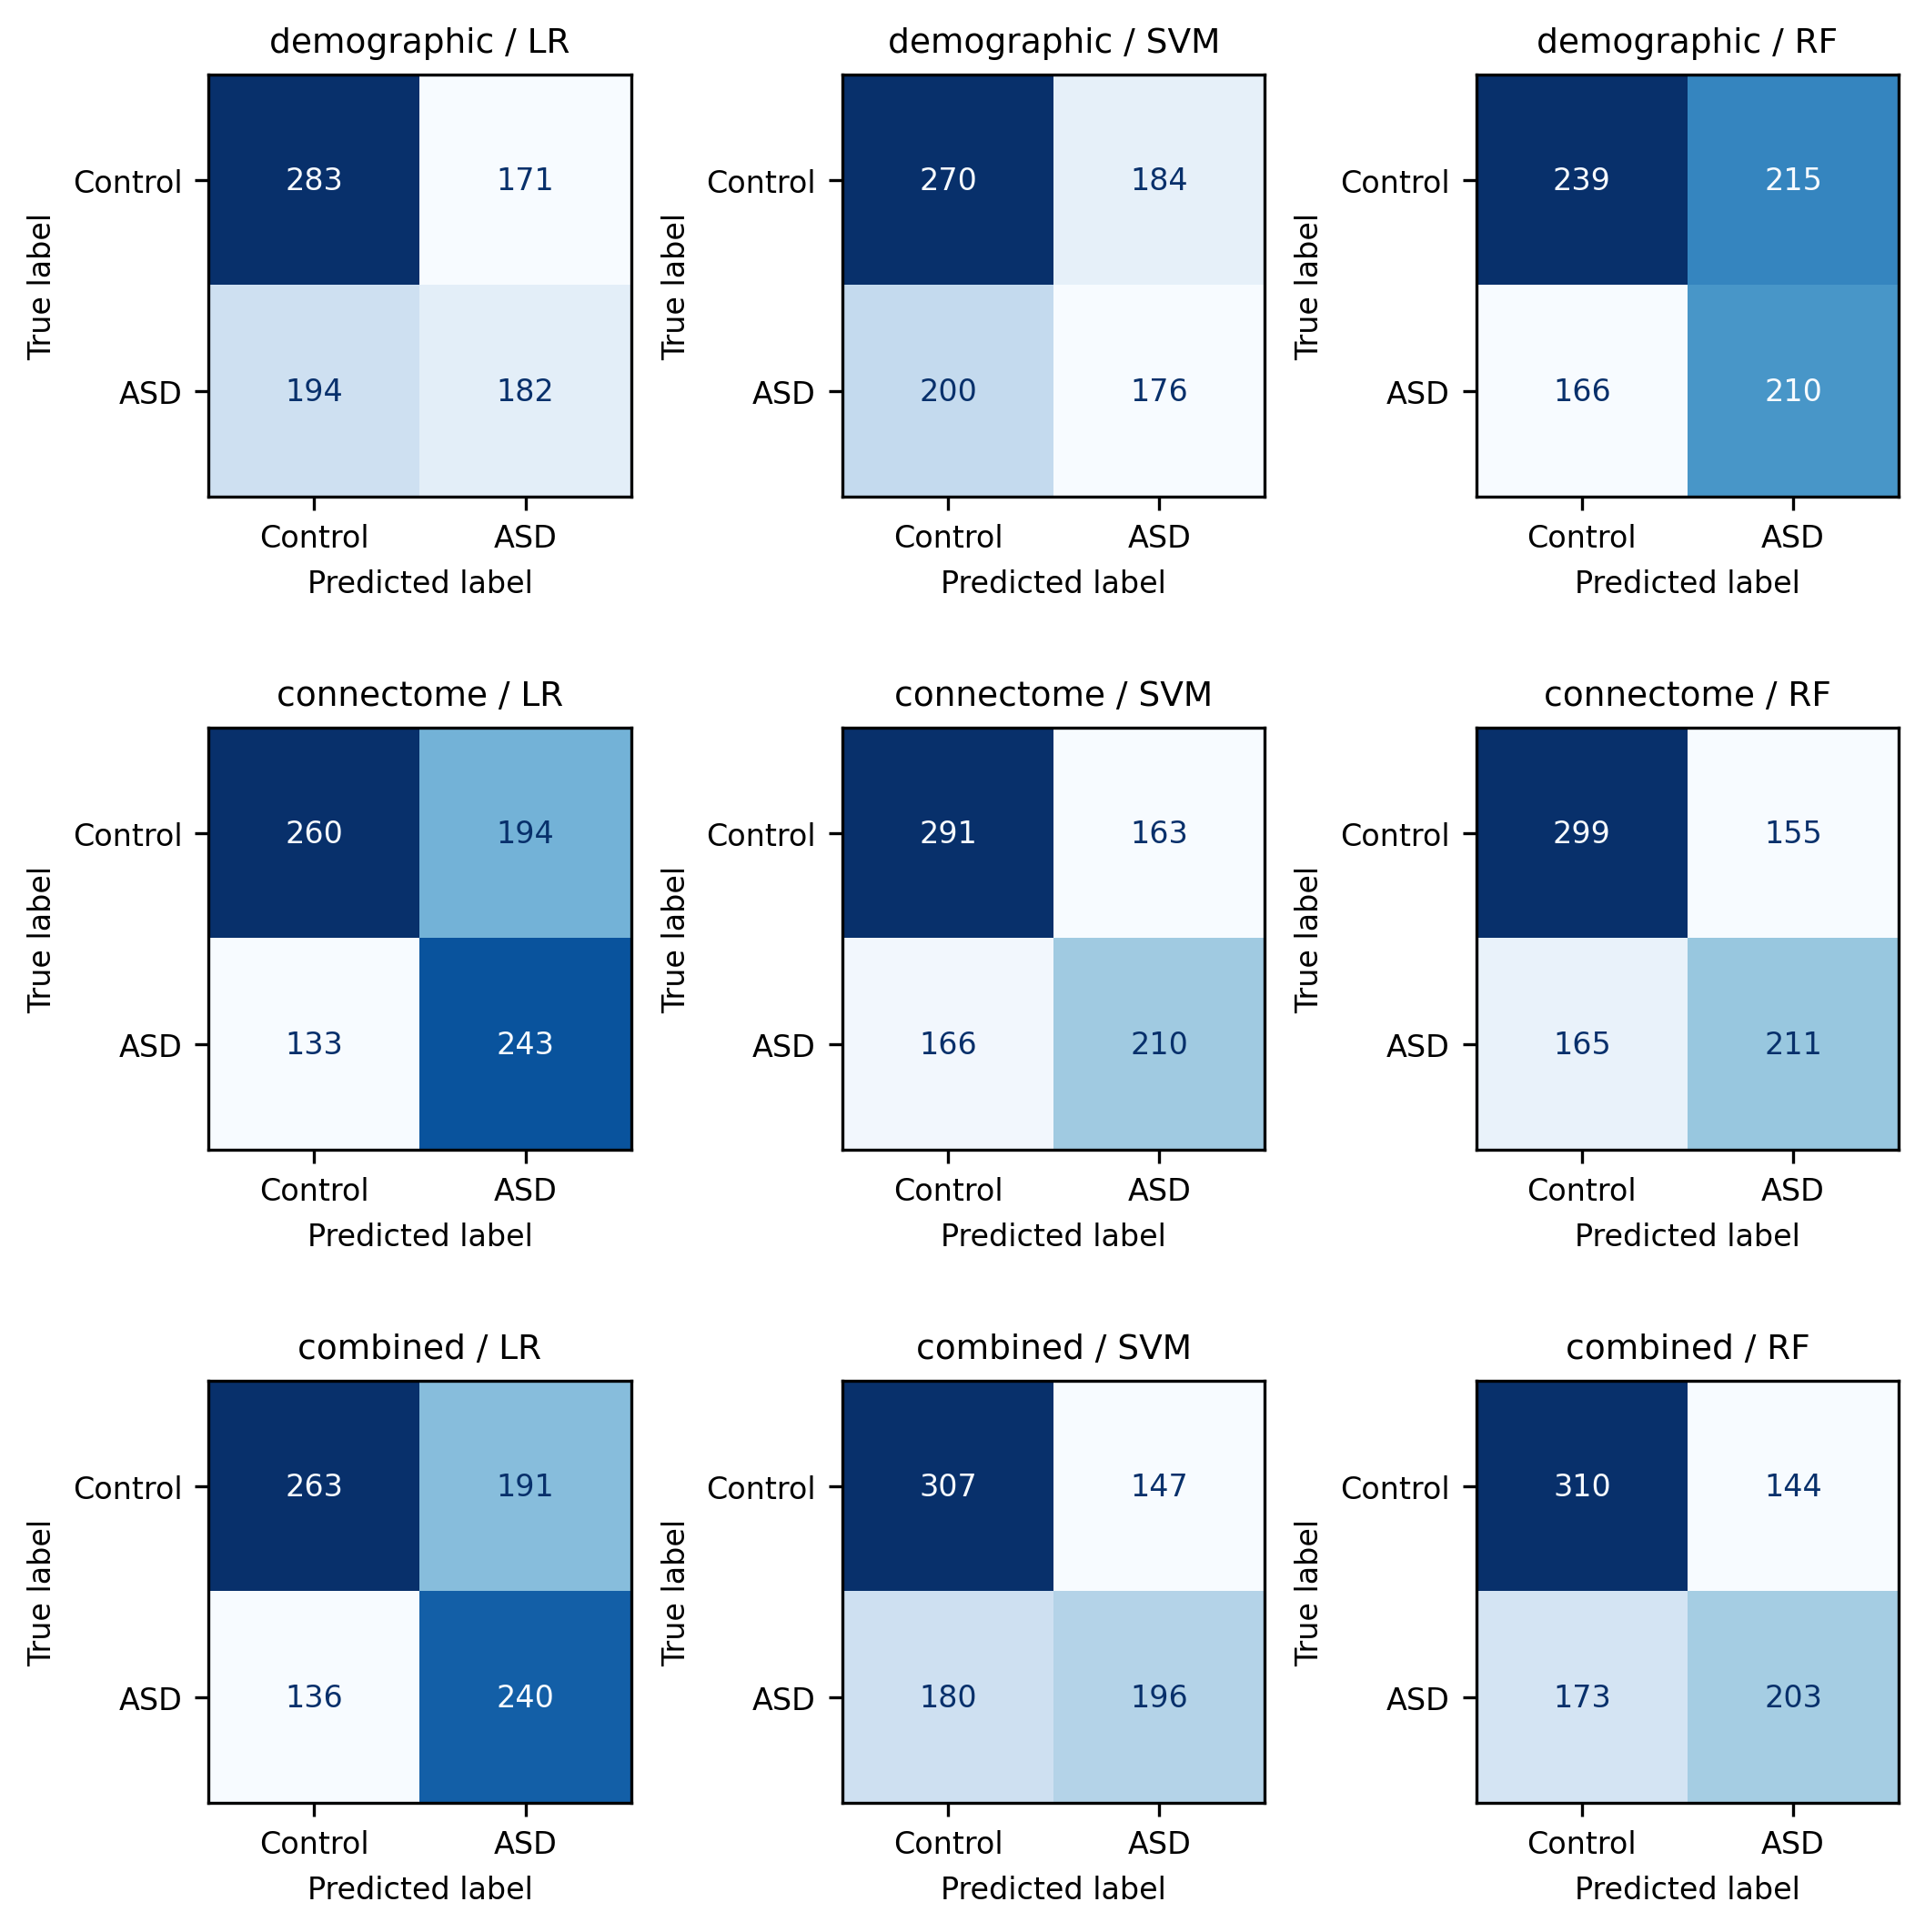 demographic / LR
True label
Control
283
171
ASD
194
182
Control
ASD
Predicted label
demographic / SVM
True label
Control
270
184
ASD
200
176
Control
ASD
Predicted label
demographic / RF
True label
Control
239
215
ASD
166
210
Control
ASD
Predicted label
connectome / LR
True label
Control
260
194
ASD
133
243
Control
ASD
Predicted label
connectome / SVM
True label
Control
291
163
ASD
166
210
Control
ASD
Predicted label
connectome / RF
True label
Control
299
155
ASD
165
211
Control
ASD
Predicted label
combined / LR
True label
Control
263
191
ASD
136
240
Control
ASD
Predicted label
combined / SVM
True label
Control
307
147
ASD
180
196
Control
ASD
Predicted label
combined / RF
True label
Control
310
144
ASD
173
203
Control
ASD
Predicted label